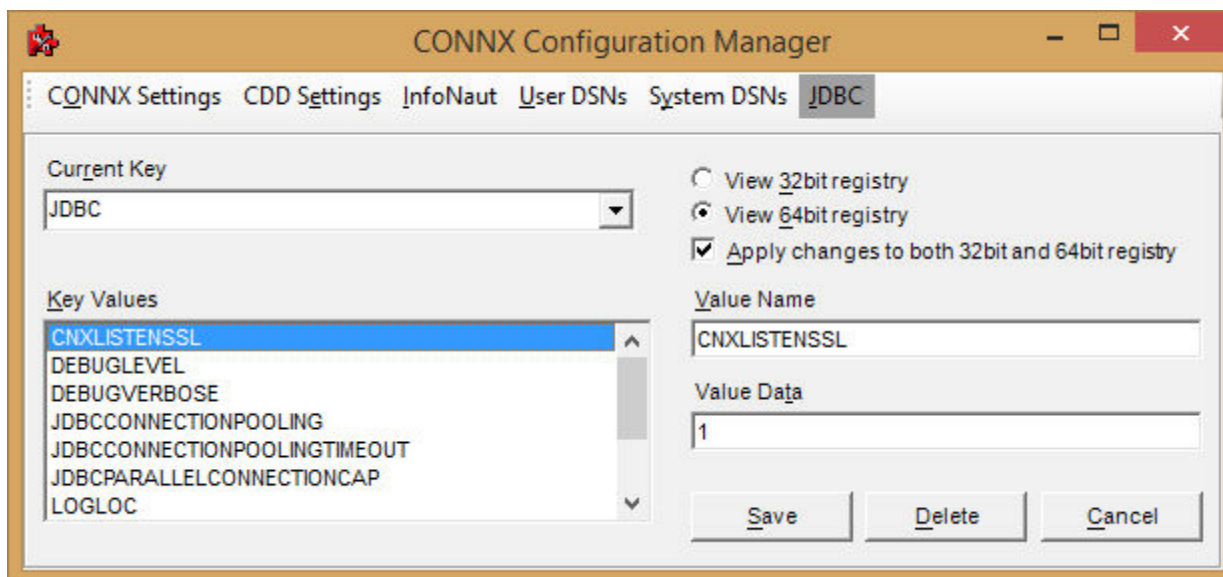 CONNX Configuration Manager
CONNX Settings CDD Settings InfoNaut User DSNs System DSNs JDBC
Current Key
JDBC
View 32bit registry
View 64bit registry
Apply changes to both 32bit and 64bit registry
Key Values
CNXLISTENSSL
DEBUGLEVEL
DEBUGVERBOSE
JDBCCONNECTIONPOOLING
JDBCCONNECTIONPOOLINGTIMEOUT
JDBCPARALLELCONNECTIONCAP
LOGLOC
Value Name
CNXLISTENSSL
Value Data
1
Save Delete Cancel